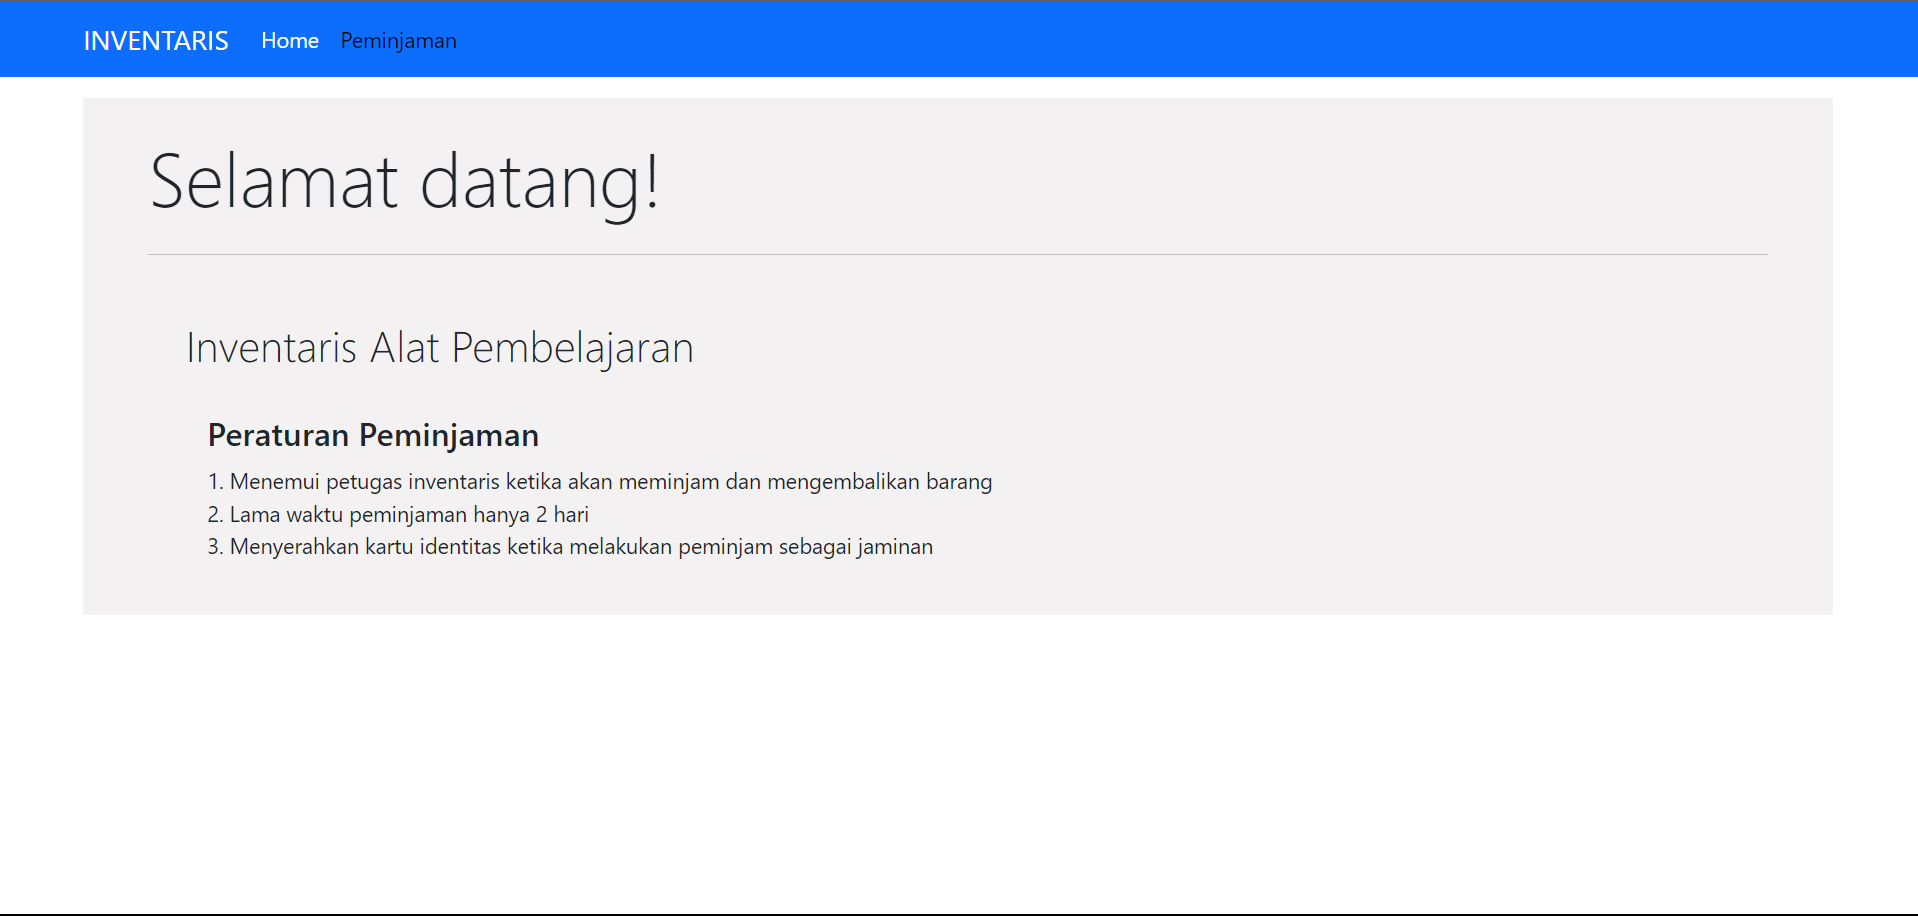 INVENTARIS Home Peminjaman
Selamat datang!
Inventaris Alat Pembelajaran
Peraturan Peminjaman
1. Menemui petugas inventaris ketika akan meminjam dan mengembalikan barang
2. Lama waktu peminjaman hanya 2 hari
3. Menyerahkan kartu identitas ketika melakukan peminjam sebagai jaminan